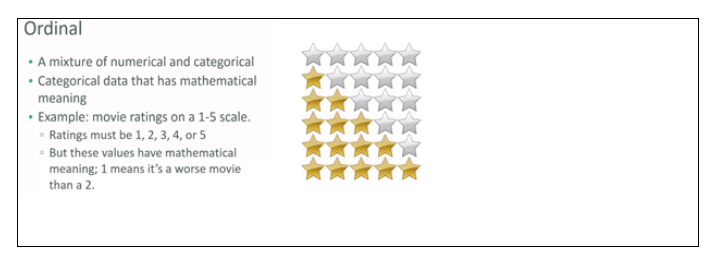 Ordinal
• A mixture of numerical and categorical
• Categorical data that has mathematical
meaning
• Example: movie ratings on a 1-5 scale.
▫ Ratings must be 1, 2, 3, 4, or 5
▫ But these values have mathematical
meaning; 1 means it's a worse movie
than a 2.